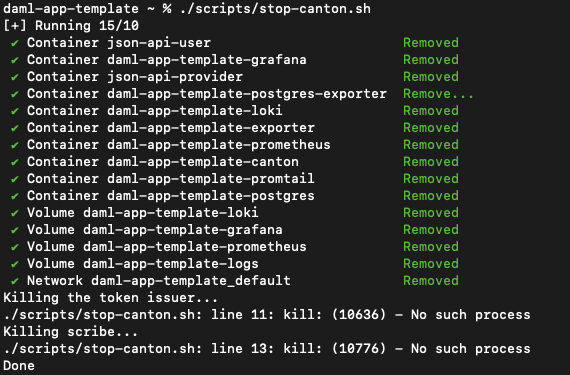 daml-app-template ~ % ./scripts/stop-canton.sh
[+] Running 15/10
✔ Container json-api-user Removed
✔ Container daml-app-template-grafana Removed
✔ Container json-api-provider Removed
✔ Container daml-app-template-postgres-exporter Remove...
✔ Container daml-app-template-loki Removed
✔ Container daml-app-template-exporter Removed
✔ Container daml-app-template-prometheus Removed
✔ Container daml-app-template-canton Removed
✔ Container daml-app-template-promtail Removed
✔ Container daml-app-template-postgres Removed
✔ Volume daml-app-template-loki Removed
✔ Volume daml-app-template-grafana Removed
✔ Volume daml-app-template-prometheus Removed
✔ Volume daml-app-template-logs Removed
✔ Network daml-app-template_default Removed
Killing the token issuer...
./scripts/stop-canton.sh: line 11: kill: (10636) - No such process
Killing scribe...
./scripts/stop-canton.sh: line 13: kill: (10776) - No such process
Done